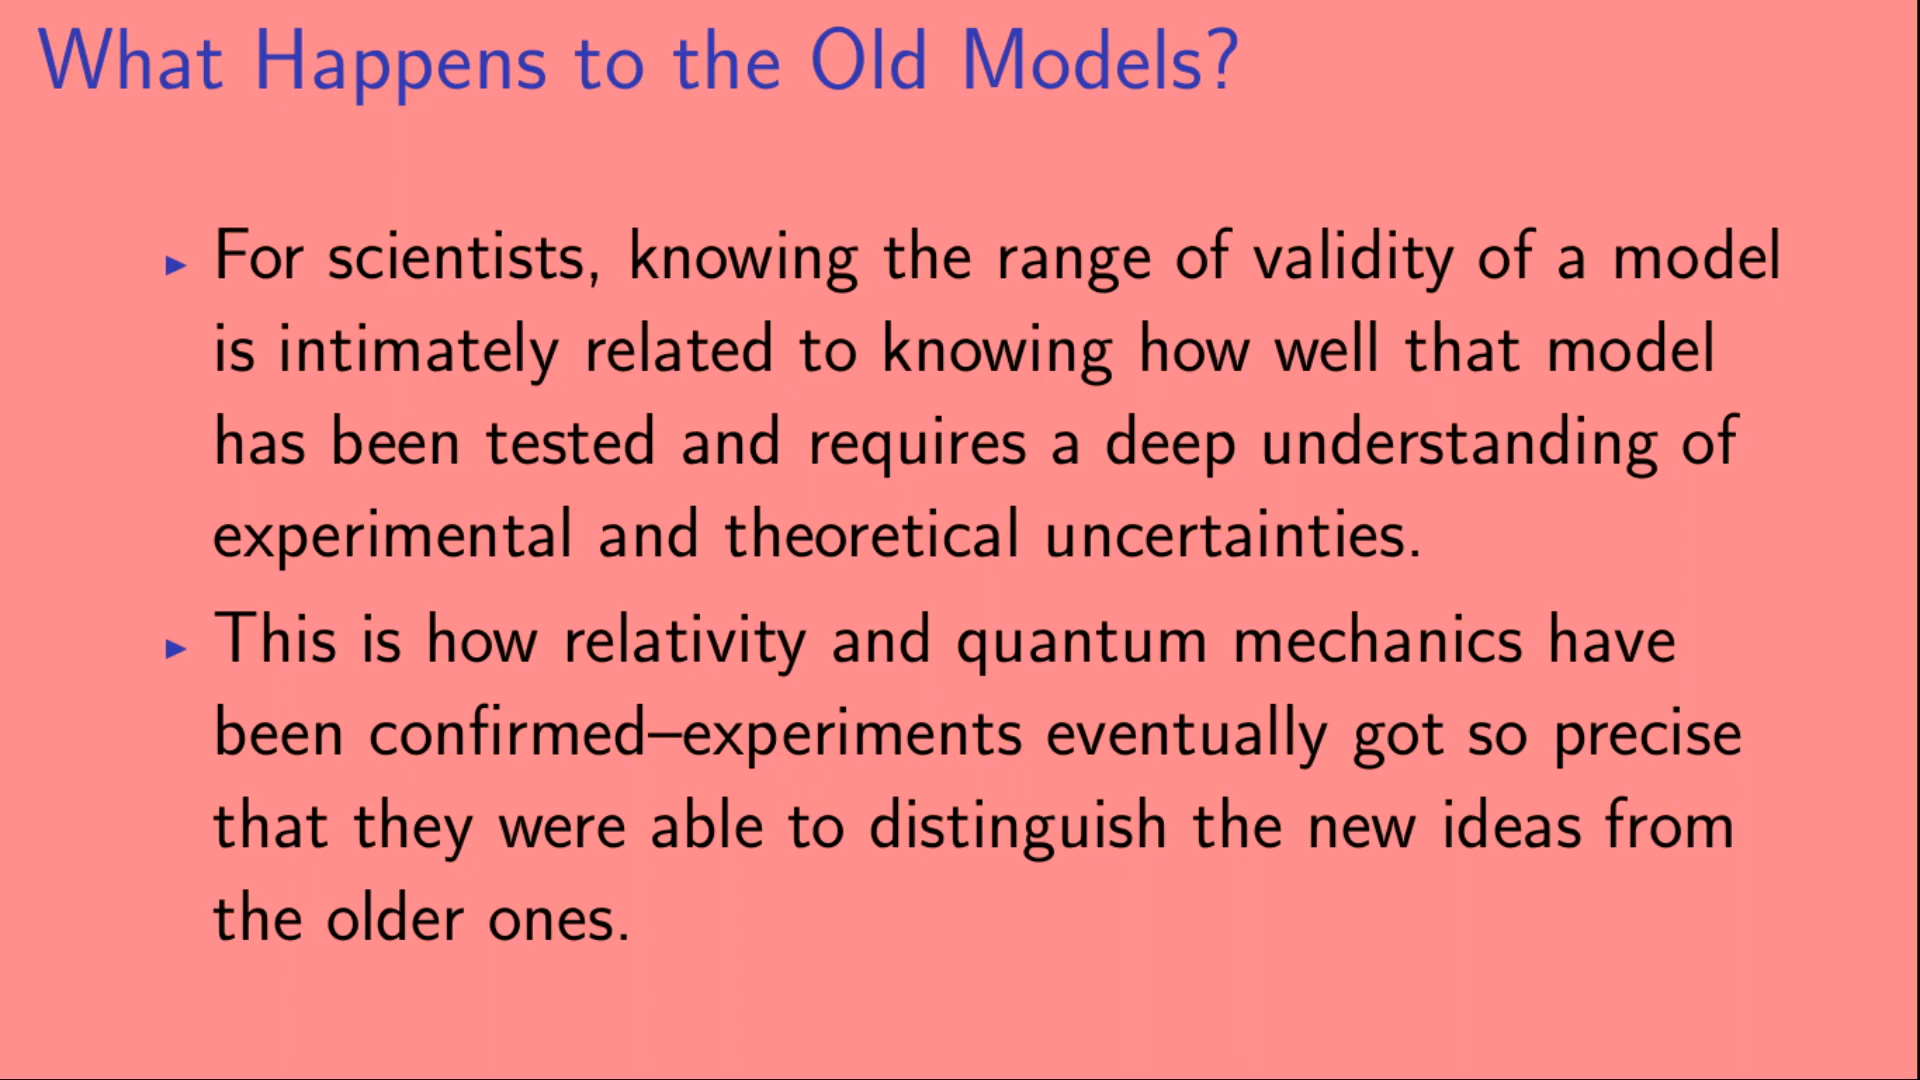 What Happens to the Old Models?
▸ For scientists, knowing the range of validity of a model
is intimately related to knowing how well that model
has been tested and requires a deep understanding of
experimental and theoretical uncertainties.
▸ This is how relativity and quantum mechanics have
been confirmed–experiments eventually got so precise
that they were able to distinguish the new ideas from
the older ones.